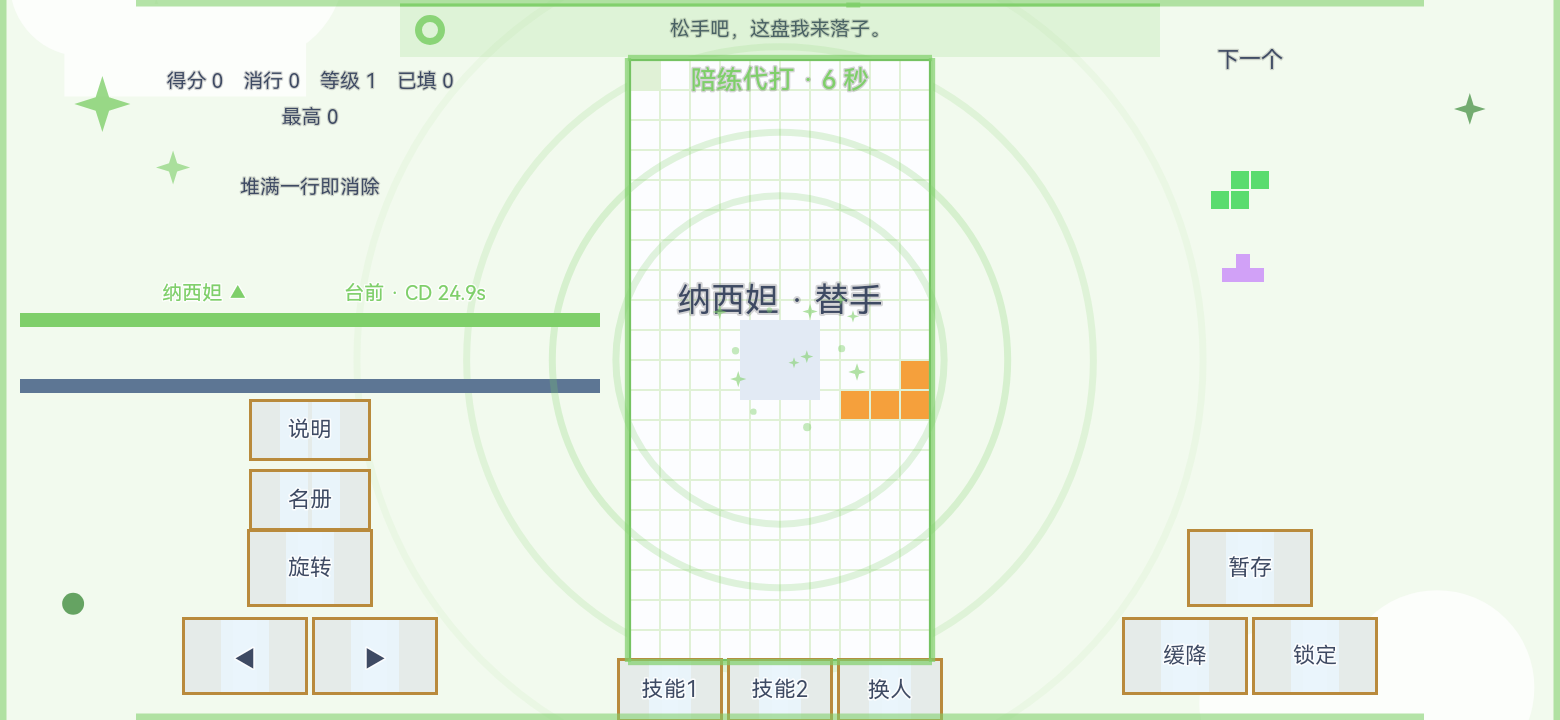 松手吧，这盘我来落子。
得分 0 消行 0 等级 1 已填 0
最高 0
堆满一行即消除
陪练代打 · 6 秒
下一个
纳西妲 ▲ 台前 · CD 24.9s
纳西妲 · 替手
说明
名册
旋转
◀ ▶
技能1 技能2 换人
暂存
缓降 锁定